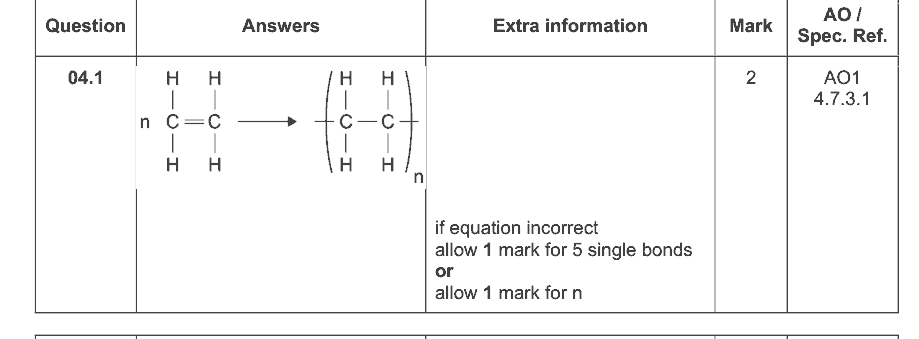 Question Answers Extra information Mark AO /
Spec. Ref.
04.1 2 AO1
4.7.3.1
H H H H
n C C C C
H H H H
n
if equation incorrect
allow 1 mark for 5 single bonds
or
allow 1 mark for n